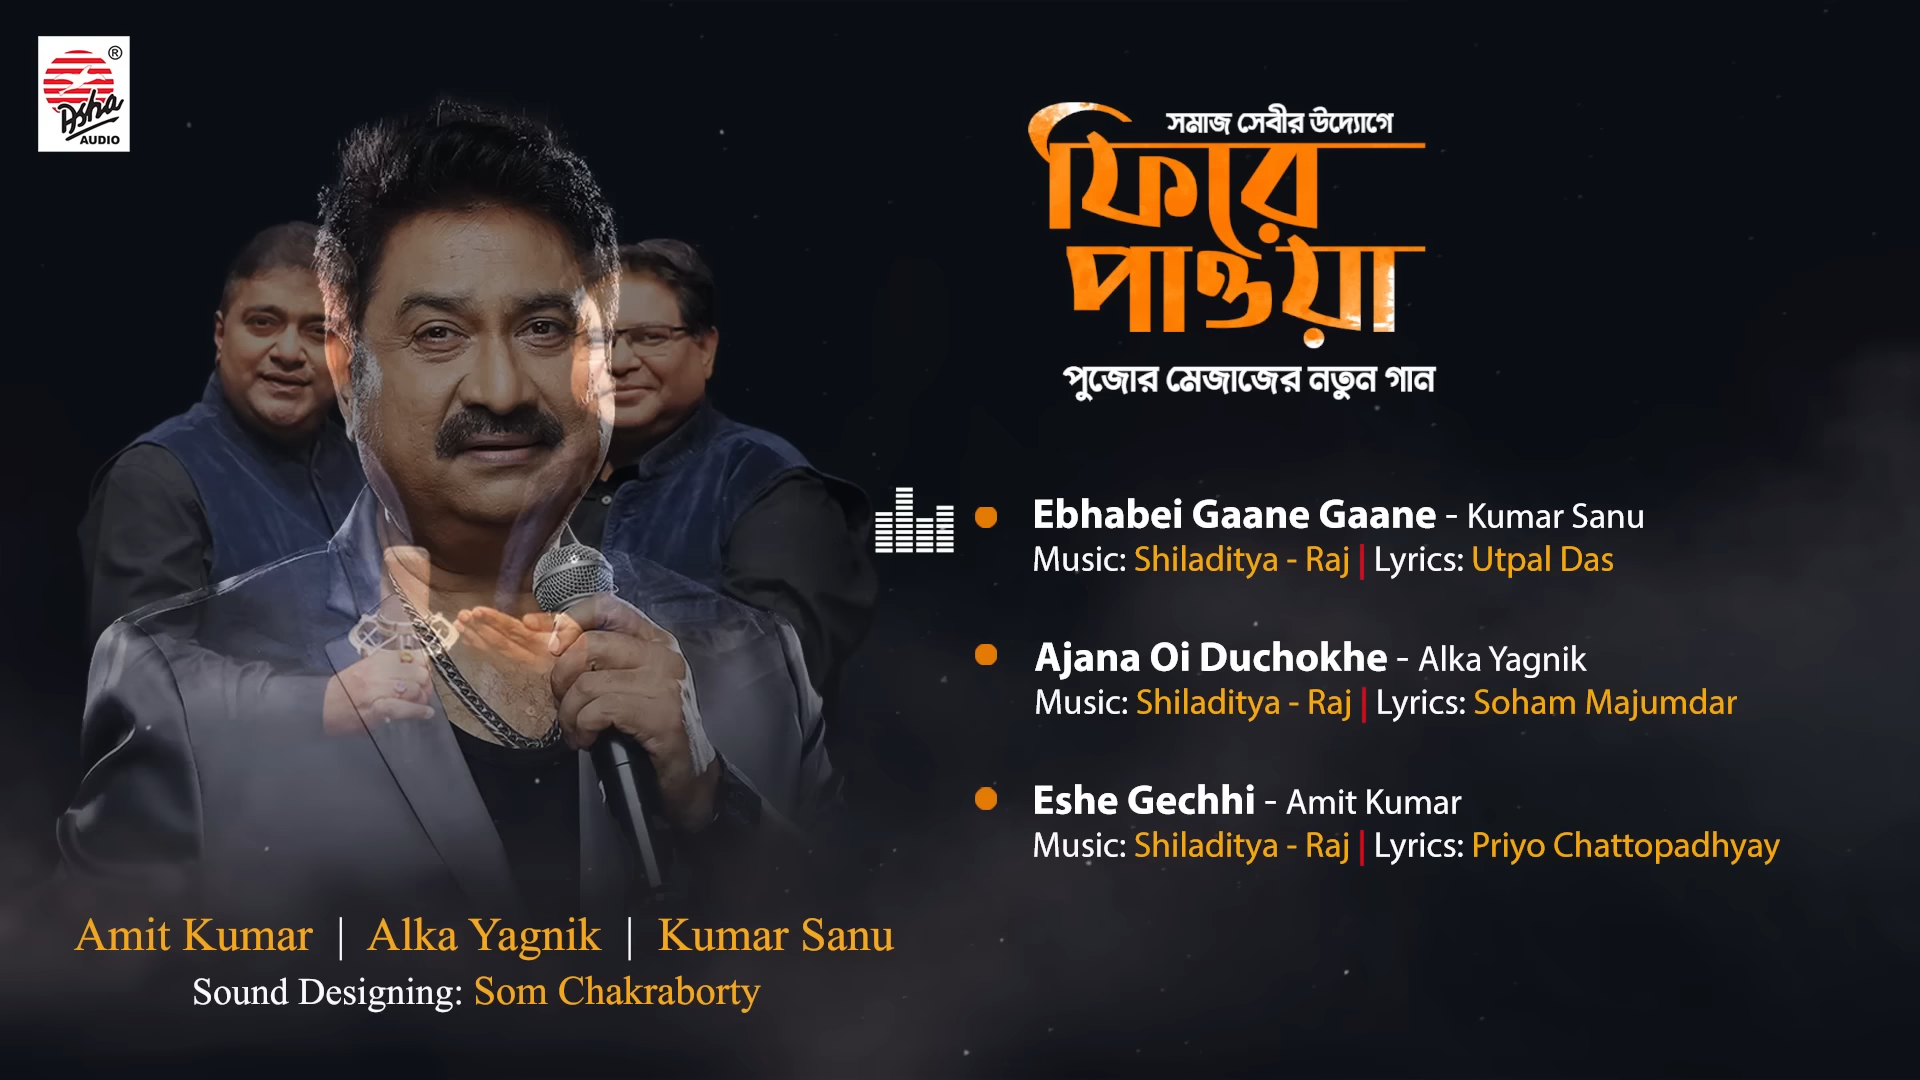 Asha
®
AUDIO
সমাজ সেবীর উদ্যোগে
ফিরে
পাওয়া
পুজোর মেজাজের নতুন গান
Ebhabei Gaane Gaane - Kumar Sanu
Music: Shiladitya - Raj | Lyrics: Utpal Das
Ajana Oi Duchokhe - Alka Yagnik
Music: Shiladitya - Raj | Lyrics: Soham Majumdar
Eshe Gechhi - Amit Kumar
Music: Shiladitya - Raj | Lyrics: Priyo Chattopadhyay
Amit Kumar | Alka Yagnik | Kumar Sanu
Sound Designing: Som Chakraborty